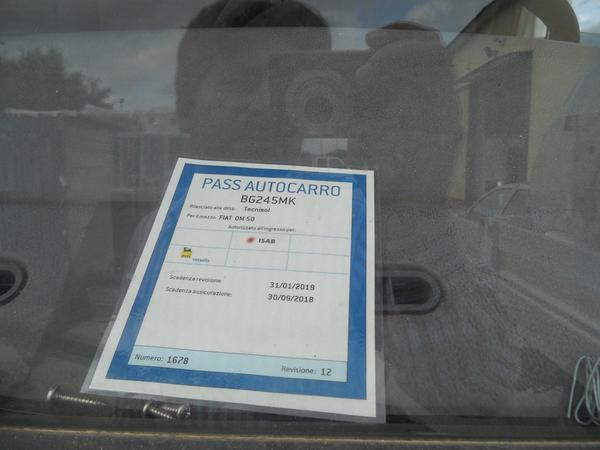 PASS AUTOCARRO
BG245MK
Rilasciato alla ditta: Tecnisol
Per il mezzo: FIAT OM 50
Autorizzato all'ingresso per:
ISAB
eni versalis
Scadenza revisione: 31/01/2019
Scadenza assicurazione: 30/09/2018
Numero: 1678 Revisione: 12